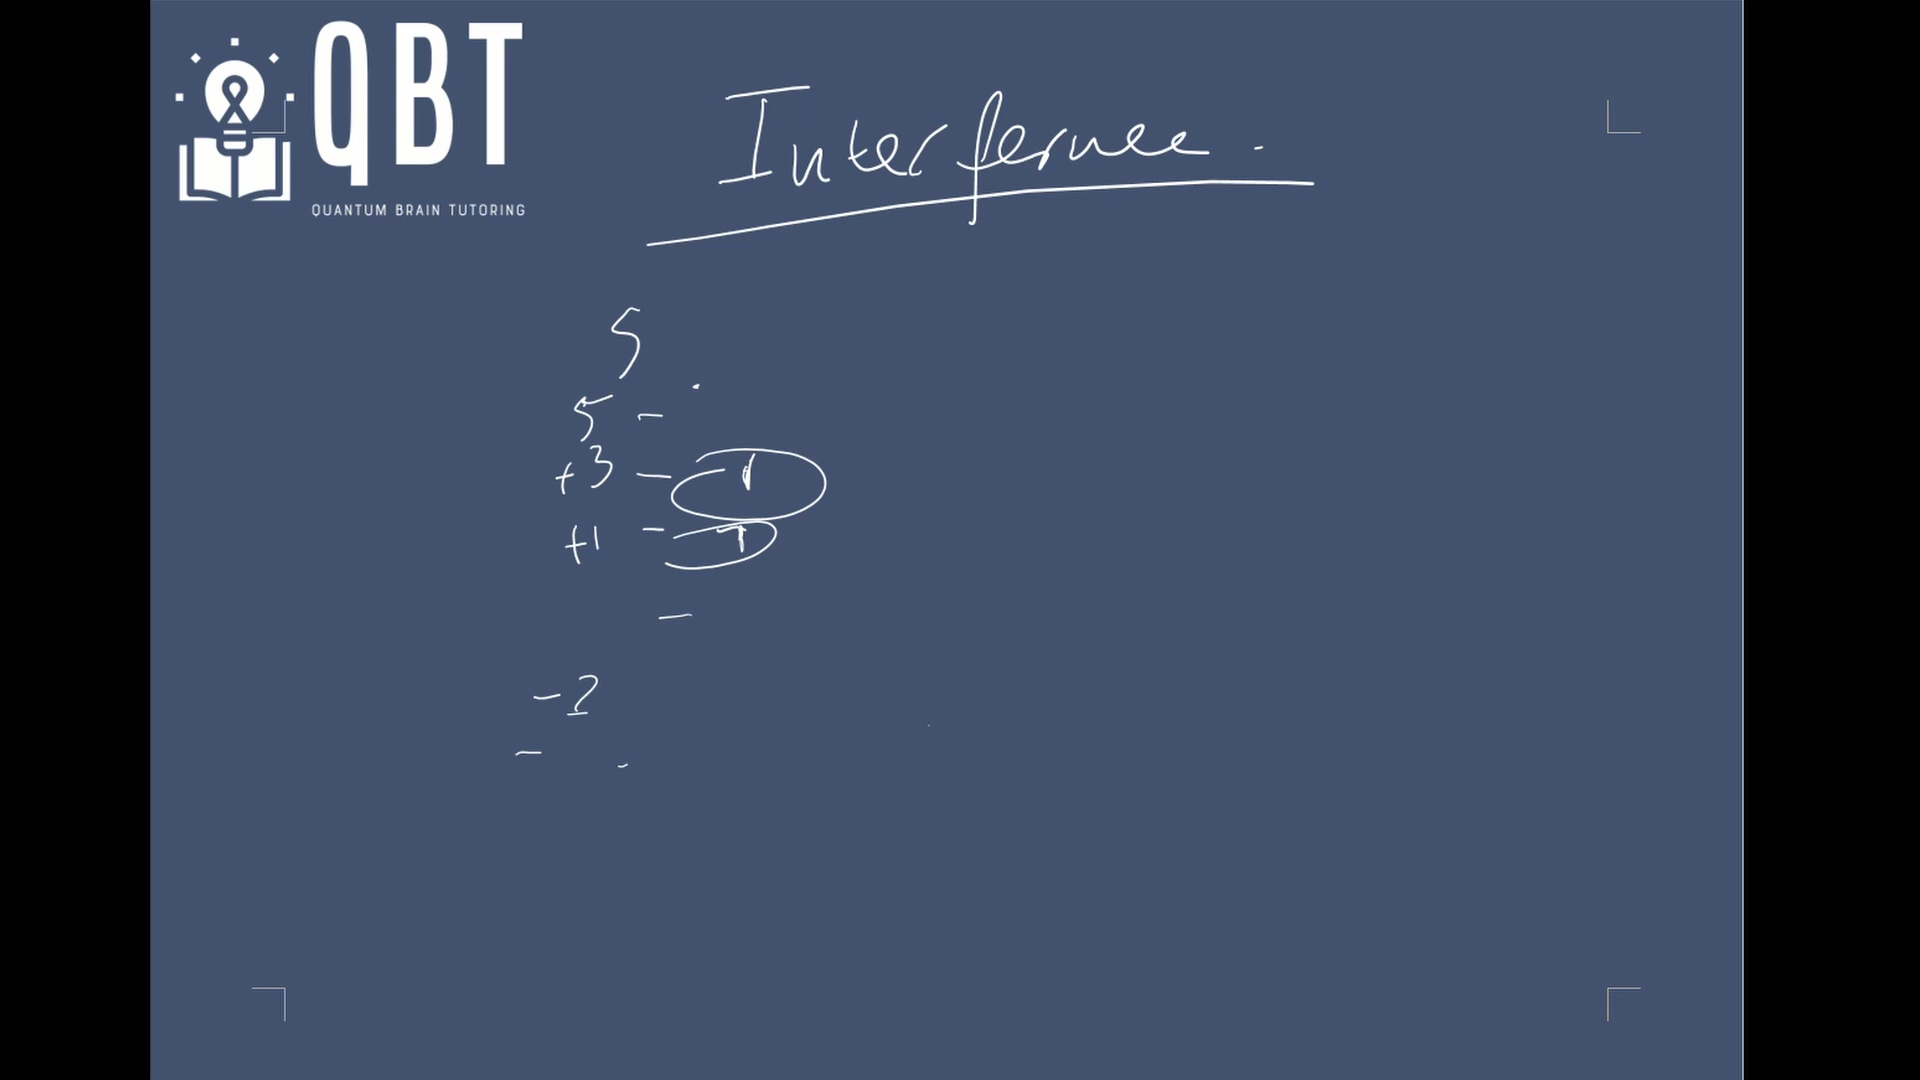 QBT
QUANTUM BRAIN TUTORING
Interfernce.
5
5 -
+3 -
+1 -
-
-2
-